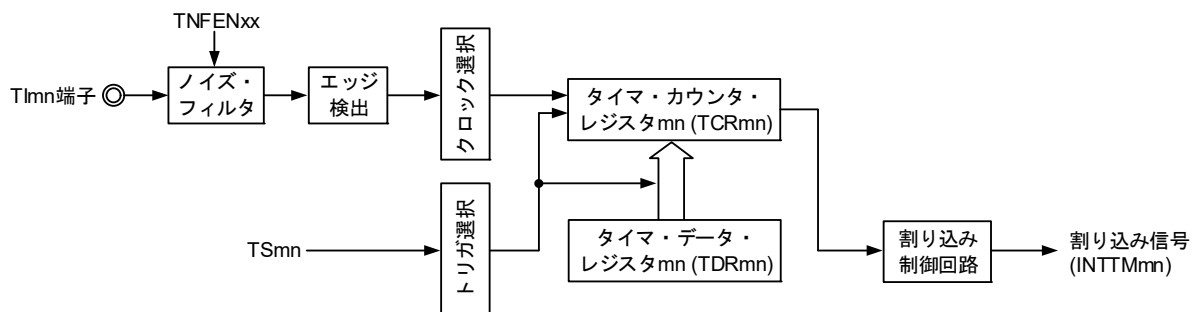 TNFENxx
TImn端子
ノイズ・
フィルタ
エッジ
検出
クロック選択
タイマ・カウンタ・
レジスタmn (TCRmn)
TSmn
トリガ選択
タイマ・データ・
レジスタmn (TDRmn)
割り込み
制御回路
割り込み信号
(INTTMmn)